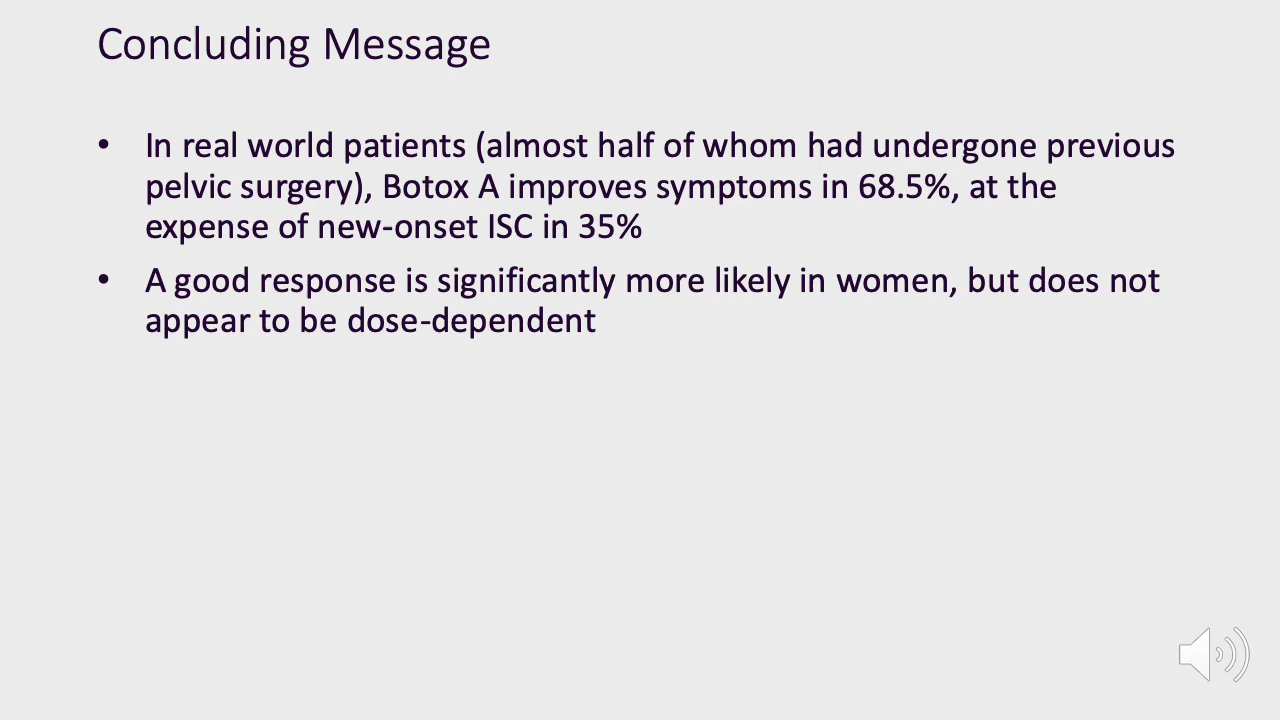 Concluding Message
• In real world patients (almost half of whom had undergone previous
pelvic surgery), Botox A improves symptoms in 68.5%, at the
expense of new-onset ISC in 35%
• A good response is significantly more likely in women, but does not
appear to be dose-dependent